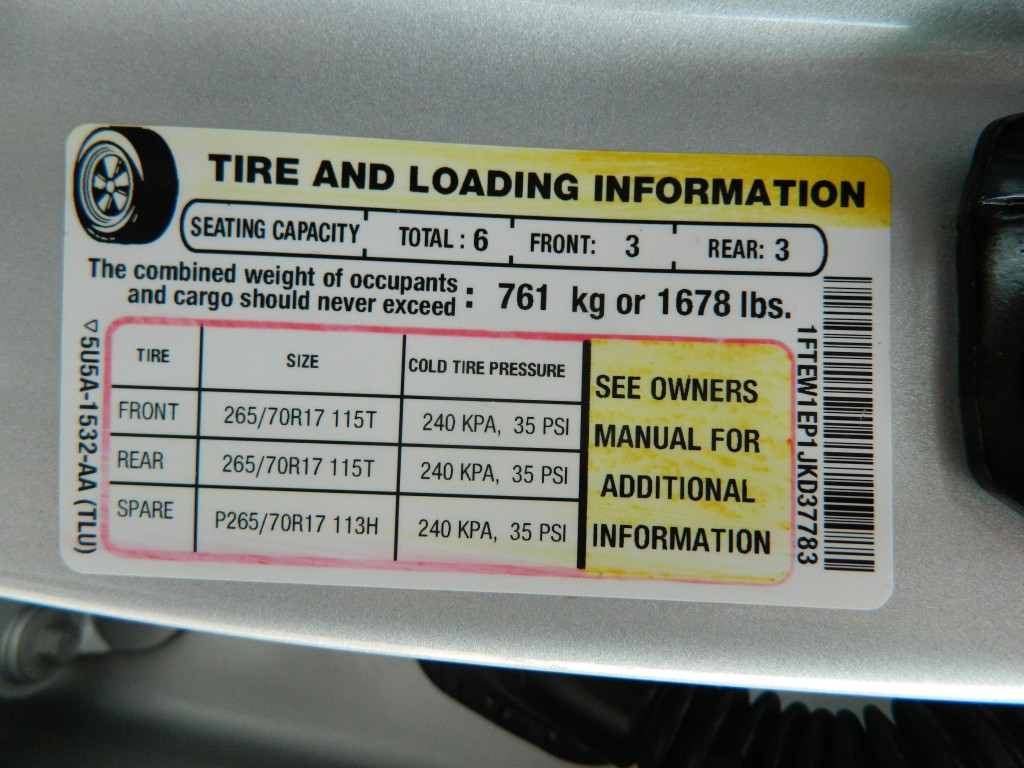 TIRE AND LOADING INFORMATION
SEATING CAPACITY TOTAL : 6 FRONT: 3 REAR: 3
The combined weight of occupants
and cargo should never exceed : 761 kg or 1678 lbs.
TIRE SIZE COLD TIRE PRESSURE
FRONT 265/70R17 115T 240 KPA, 35 PSI
REAR 265/70R17 115T 240 KPA, 35 PSI
SPARE P265/70R17 113H 240 KPA, 35 PSI
SEE OWNERS
MANUAL FOR
ADDITIONAL
INFORMATION
5U5A-1532-AA (TLU)
1FTEW1EP1JKD37783